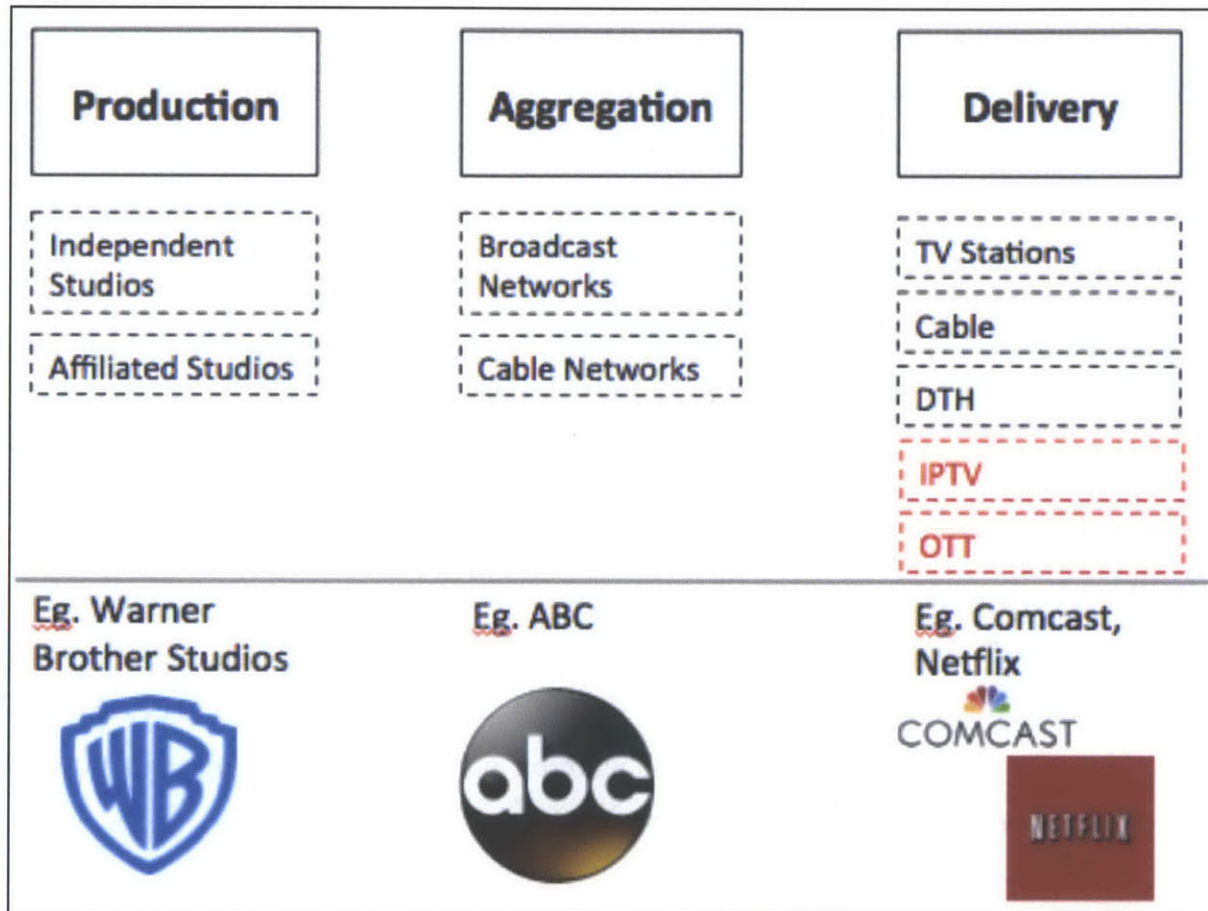 Production
Aggregation
Delivery
Independent
Studios
Affiliated Studios
Broadcast
Networks
Cable Networks
TV Stations
Cable
DTH
IPTV
OTT
Eg. Warner
Brother Studios
WB
Eg. ABC
abc
Eg. Comcast,
Netflix
COMCAST
NETFLIX